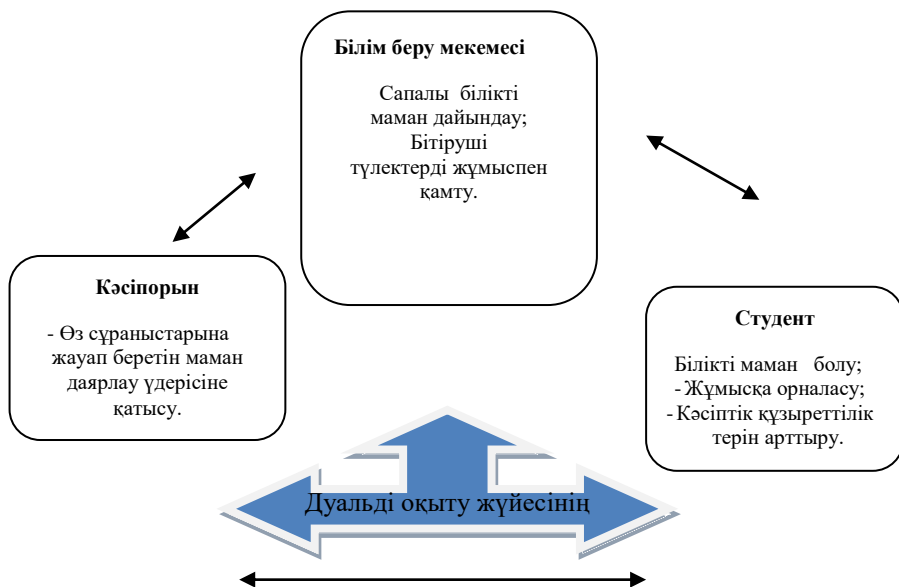 Білім беру мекемесі
Сапалы білікті
маман дайындау;
Бітіруші
түлектерді жұмыспен
қамту.
Кәсіпорын
- Өз сұраныстарына
жауап беретін маман
даярлау үдерісіне
қатысу.
Студент
Білікті маман болу;
- Жұмысқа орналасу;
- Кәсіптік құзыреттілік
терін арттыру.
Дуальді оқыту жүйесінің